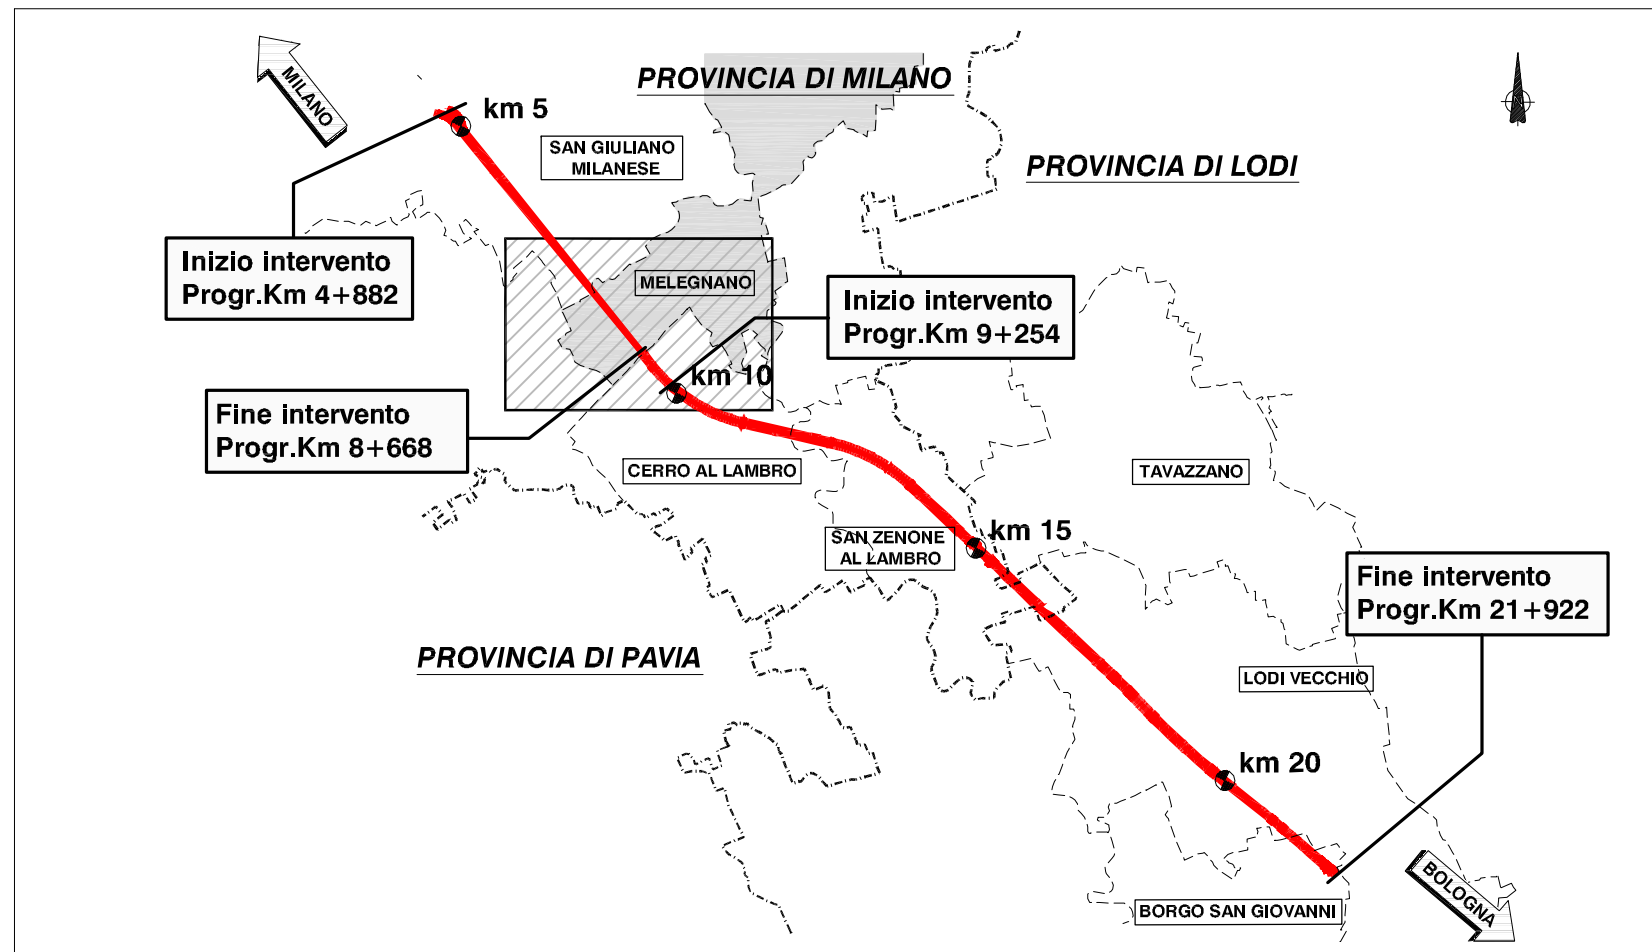 MILANO
PROVINCIA DI MILANO
km 5
SAN GIULIANO
MILANESE
PROVINCIA DI LODI
Inizio intervento
Progr.Km 4+882
MELEGNANO
Inizio intervento
Progr.Km 9+254
km 10
Fine intervento
Progr.Km 8+668
CERRO AL LAMBRO
TAVAZZANO
km 15
SAN ZENONE
AL LAMBRO
Fine intervento
Progr.Km 21+922
PROVINCIA DI PAVIA
LODI VECCHIO
km 20
BOLOGNA
BORGO SAN GIOVANNI